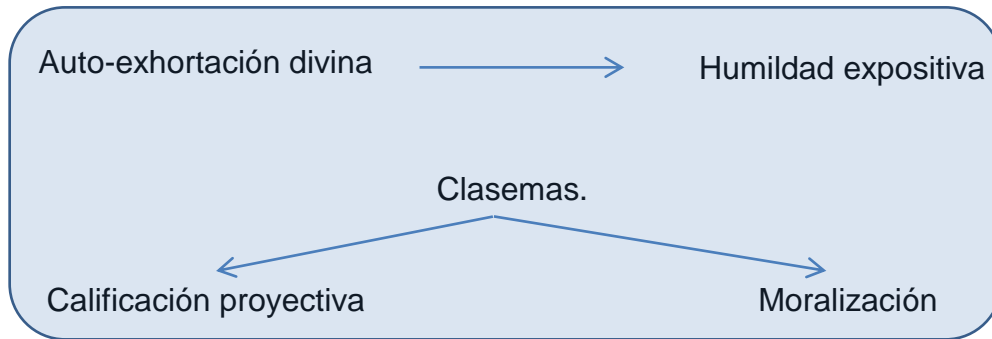 Auto-exhortación divina
Humildad expositiva
Clasemas.
Calificación proyectiva
Moralización